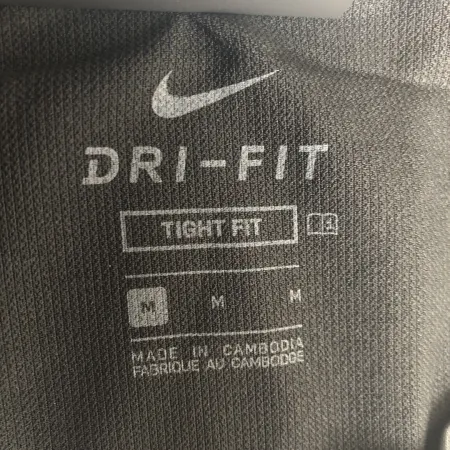 DRI-FIT
TIGHT FIT
M M M
MADE IN CAMBODIA
FABRIQUE AU CAMBODGE